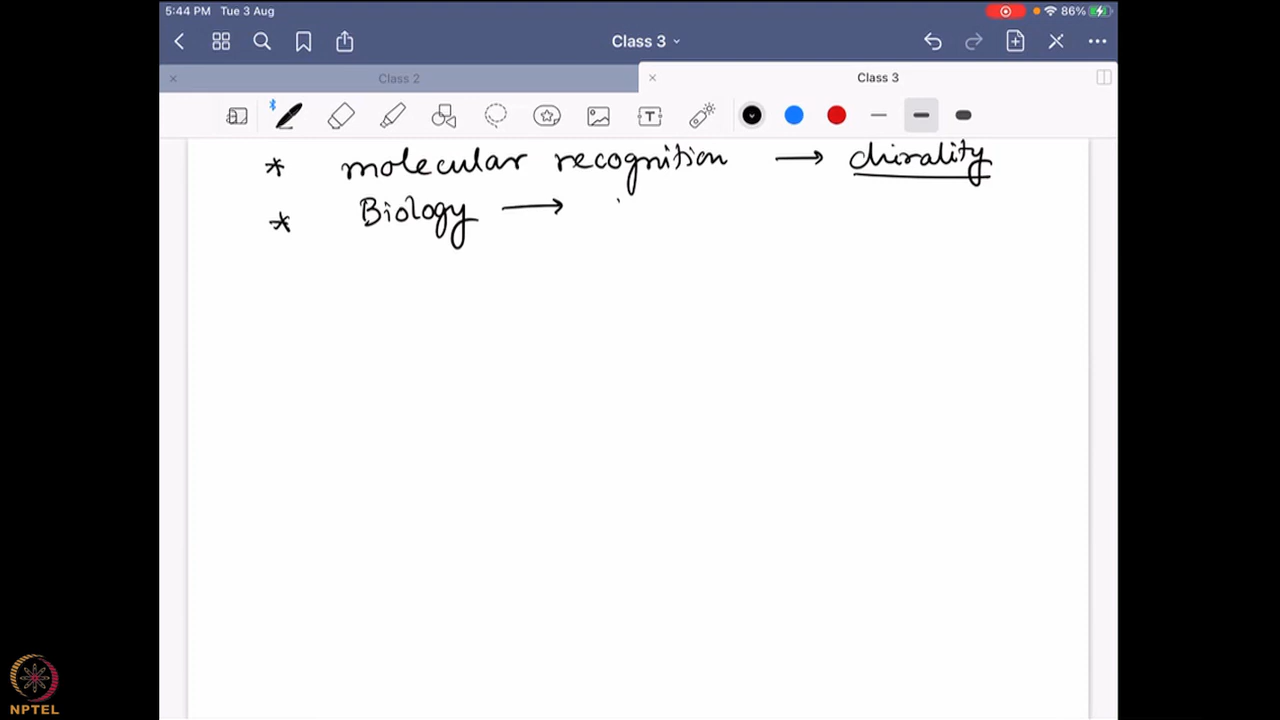 5:44 PM Tue 3 Aug 86%
Class 3
Class 2 Class 3
* molecular recognition → chirality
* Biology →
NPTEL